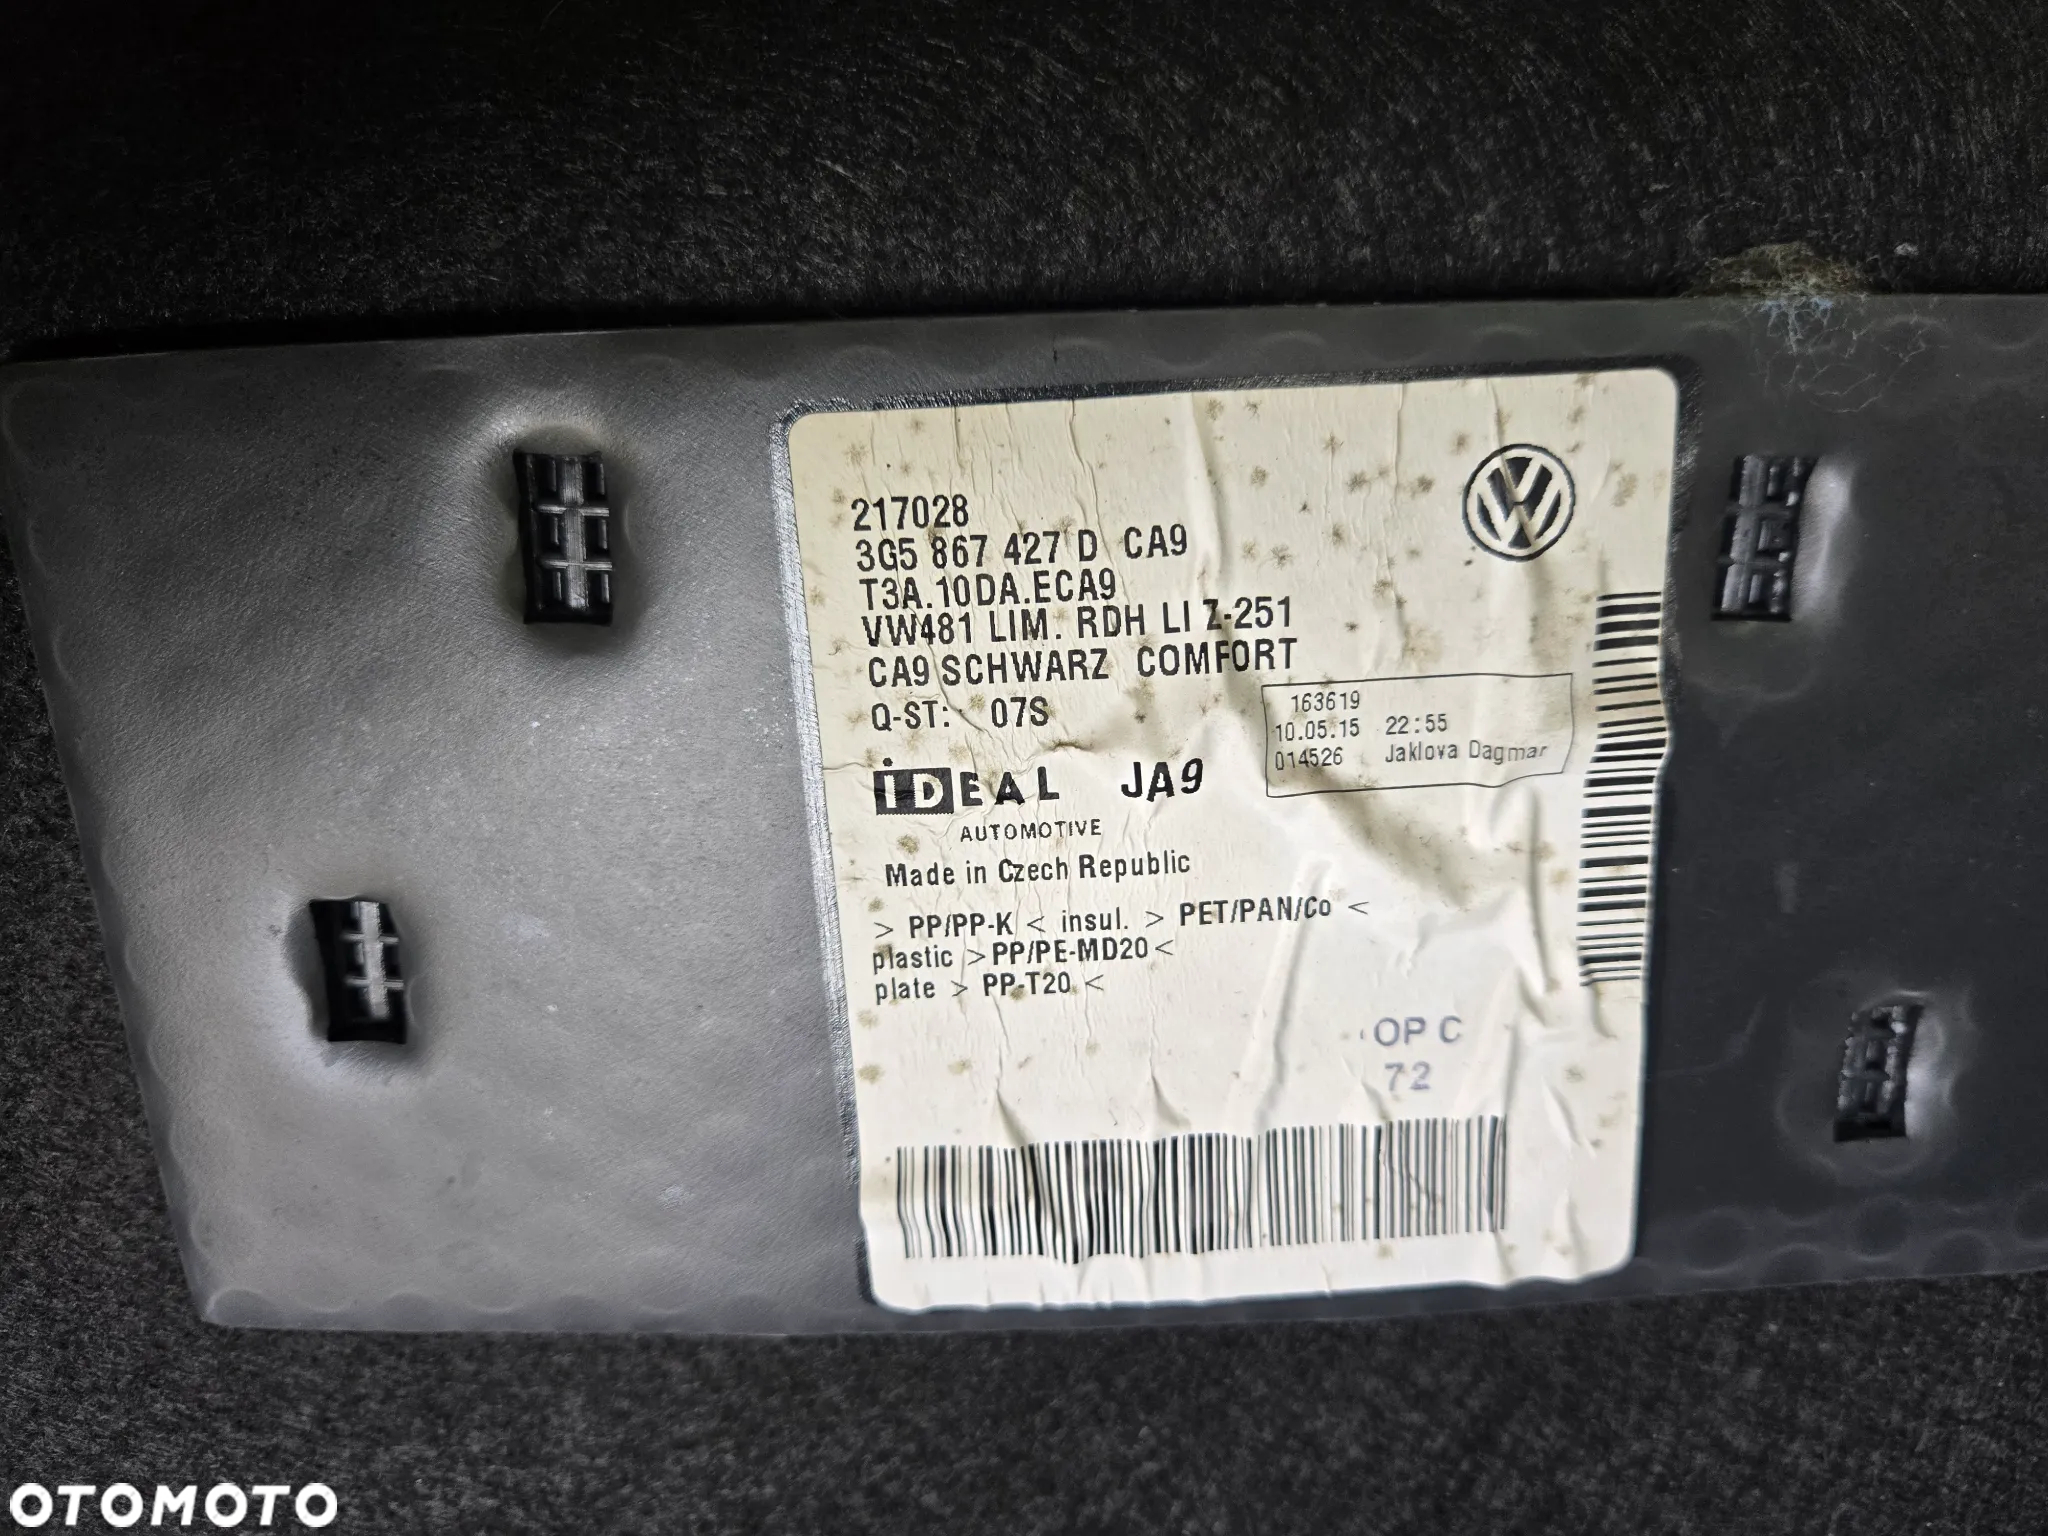 217028
3G5 867 427 D CA9
T3A.10DA.ECA9
VW481 LIM. RDH LI Z-251
CA9 SCHWARZ COMFORT
Q-ST: 07S
163619
10.05.15 22:55
014526 Jaklova Dagmar
iDEAL JA9
AUTOMOTIVE
Made in Czech Republic
> PP/PP-K < insul. > PET/PAN/Co <
plastic >PP/PE-MD20<
plate > PP-T20 <
OP C
72
OTOMOTO